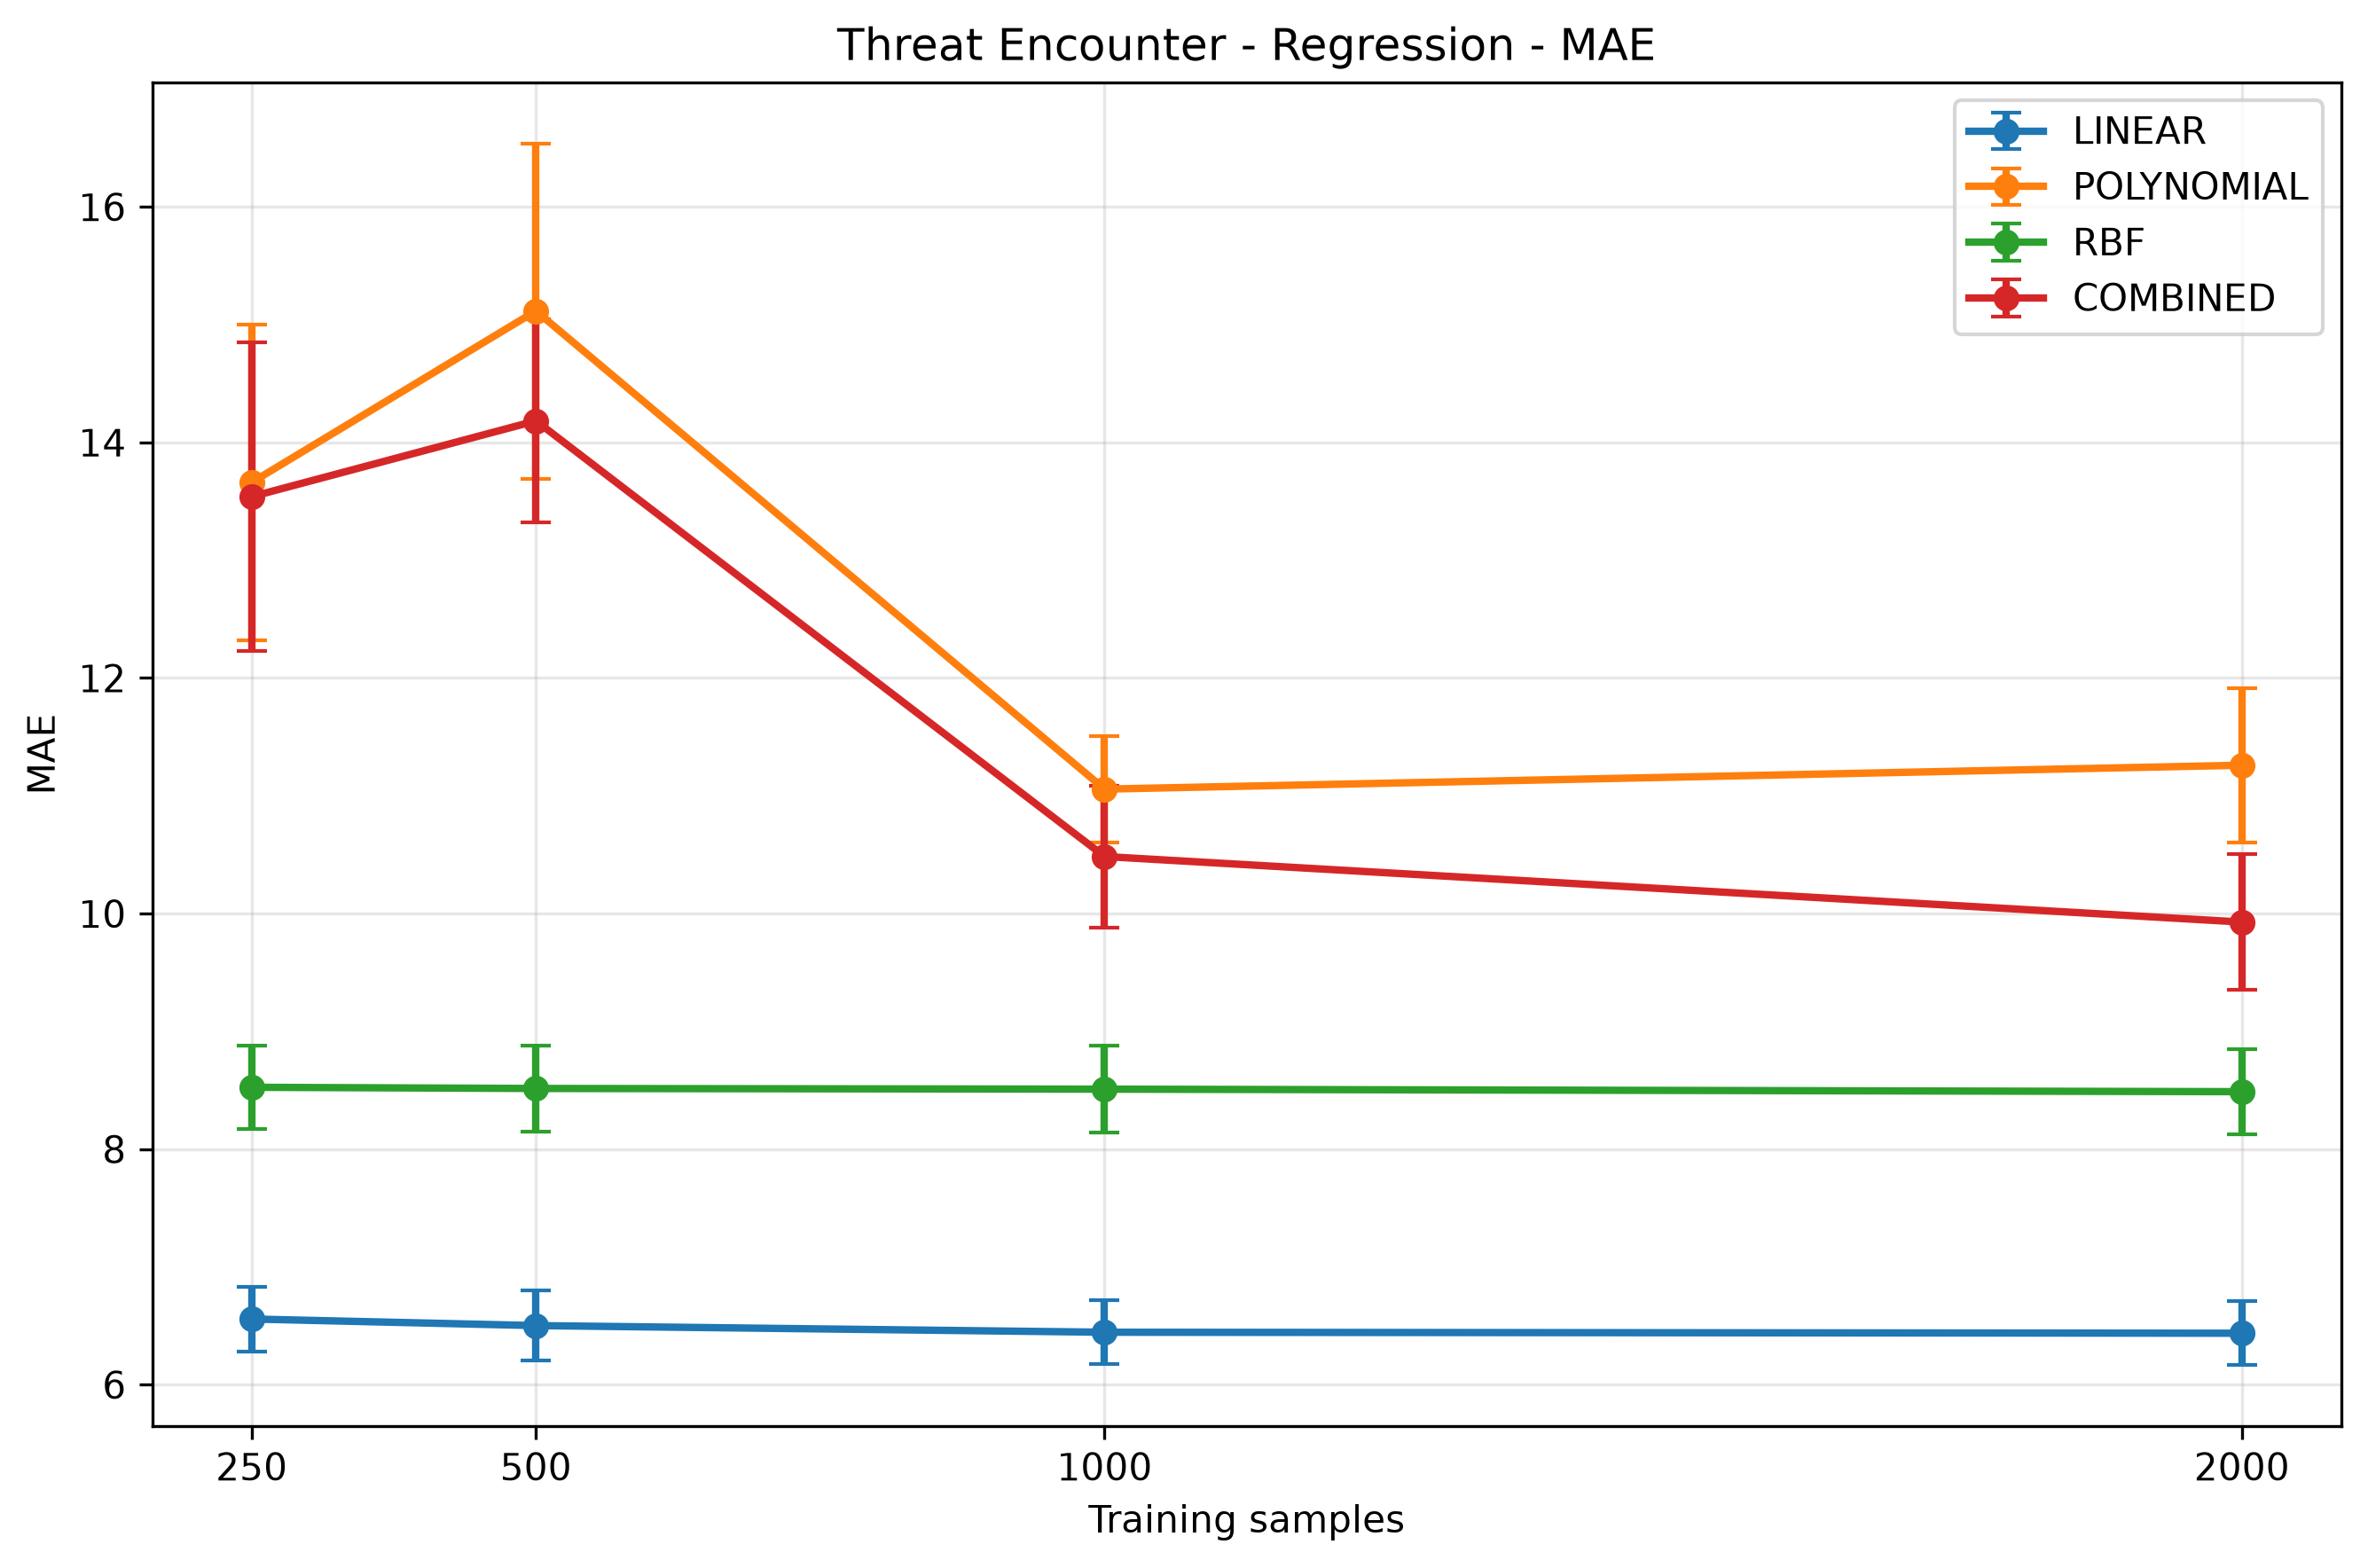 Threat Encounter - Regression - MAE
LINEAR
POLYNOMIAL
RBF
COMBINED
MAE
16
14
12
10
8
6
250
500
1000
2000
Training samples